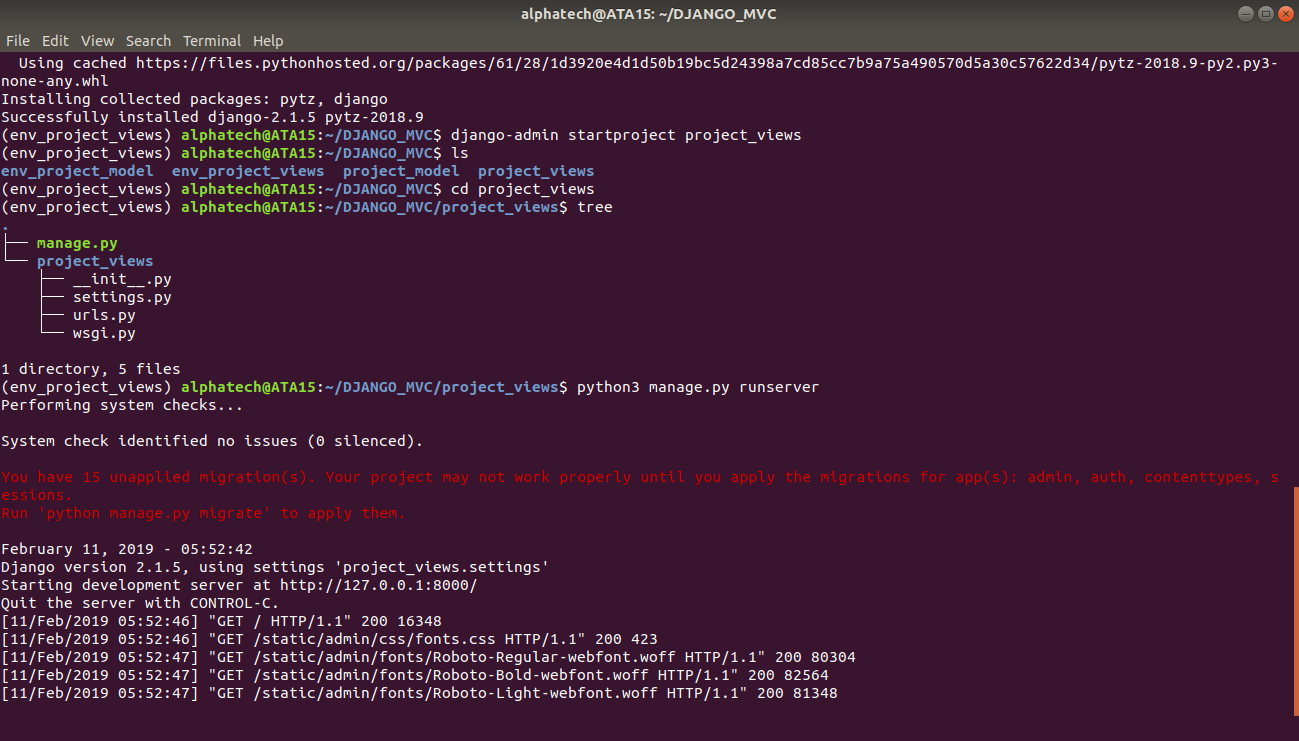 alphatech@ATA15: ~/DJANGO_MVC
File Edit View Search Terminal Help
  Using cached https://files.pythonhosted.org/packages/61/28/1d3920e4d1d50b19bc5d24398a7cd85cc7b9a75a490570d5a30c57622d34/pytz-2018.9-py2.py3-
none-any.whl
Installing collected packages: pytz, django
Successfully installed django-2.1.5 pytz-2018.9
(env_project_views) alphatech@ATA15:~/DJANGO_MVC$ django-admin startproject project_views
(env_project_views) alphatech@ATA15:~/DJANGO_MVC$ ls
env_project_model  env_project_views  project_model  project_views
(env_project_views) alphatech@ATA15:~/DJANGO_MVC$ cd project_views
(env_project_views) alphatech@ATA15:~/DJANGO_MVC/project_views$ tree
.
├── manage.py
└── project_views
    ├── __init__.py
    ├── settings.py
    ├── urls.py
    └── wsgi.py

1 directory, 5 files
(env_project_views) alphatech@ATA15:~/DJANGO_MVC/project_views$ python3 manage.py runserver
Performing system checks...

System check identified no issues (0 silenced).

You have 15 unapplied migration(s). Your project may not work properly until you apply the migrations for app(s): admin, auth, contenttypes, s
essions.
Run 'python manage.py migrate' to apply them.

February 11, 2019 - 05:52:42
Django version 2.1.5, using settings 'project_views.settings'
Starting development server at http://127.0.0.1:8000/
Quit the server with CONTROL-C.
[11/Feb/2019 05:52:46] "GET / HTTP/1.1" 200 16348
[11/Feb/2019 05:52:46] "GET /static/admin/css/fonts.css HTTP/1.1" 200 423
[11/Feb/2019 05:52:47] "GET /static/admin/fonts/Roboto-Regular-webfont.woff HTTP/1.1" 200 80304
[11/Feb/2019 05:52:47] "GET /static/admin/fonts/Roboto-Bold-webfont.woff HTTP/1.1" 200 82564
[11/Feb/2019 05:52:47] "GET /static/admin/fonts/Roboto-Light-webfont.woff HTTP/1.1" 200 81348